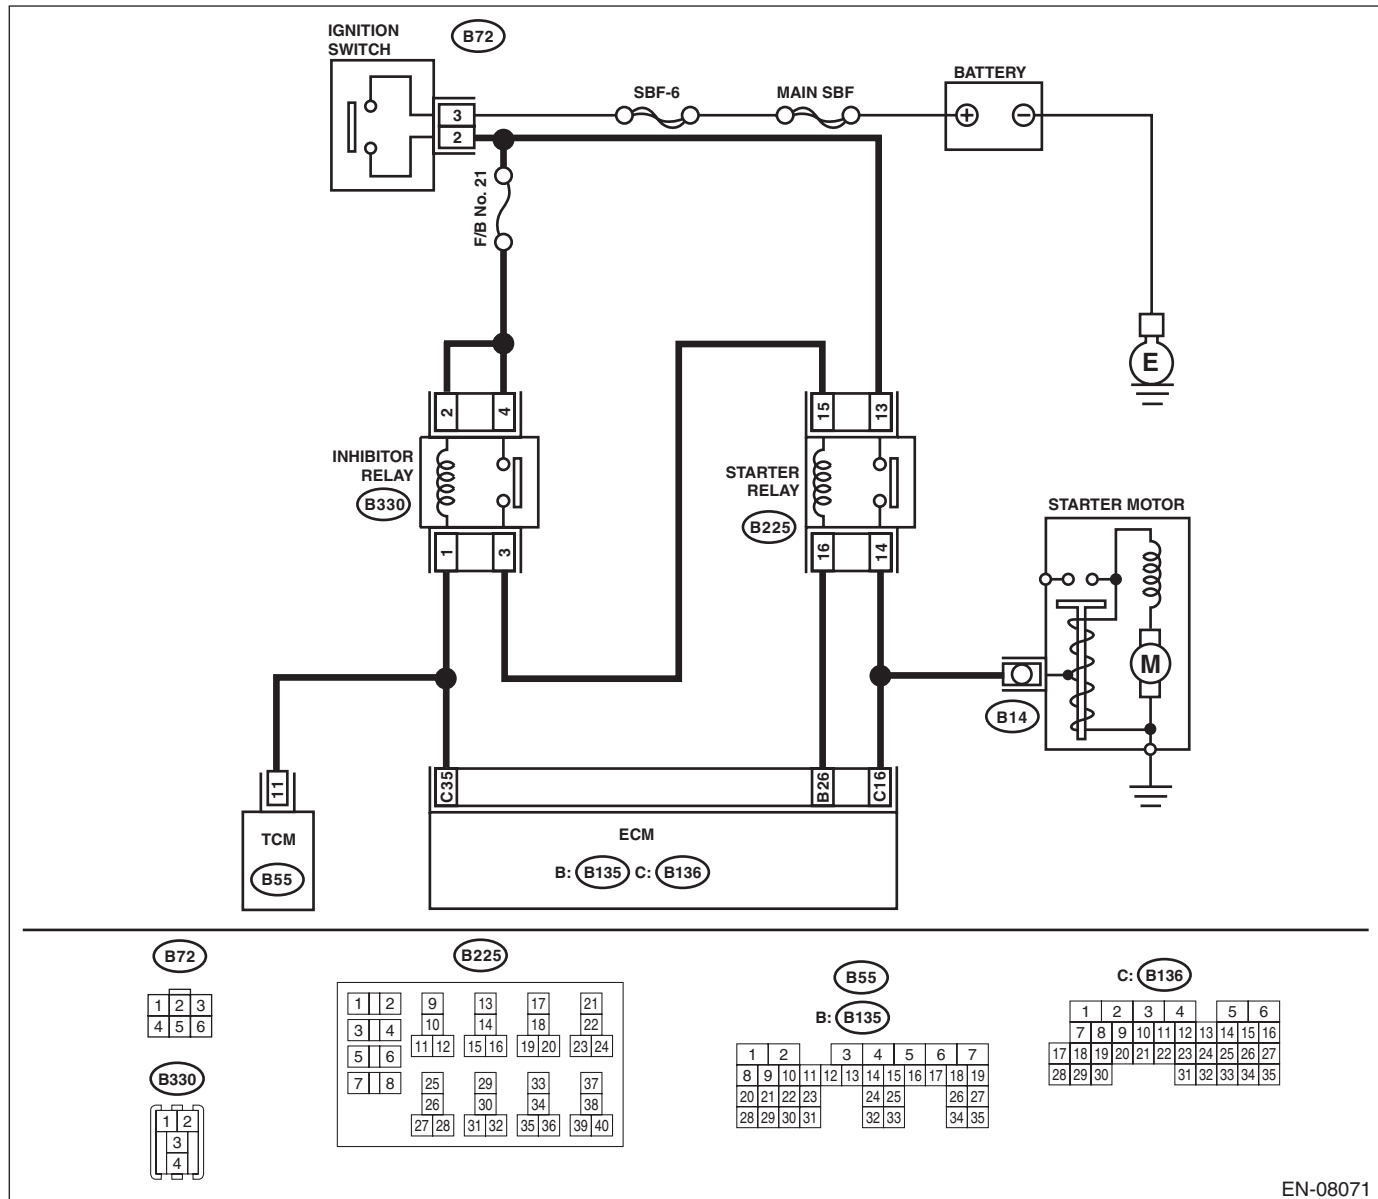 IGNITION
SWITCH
B72
3
2
SBF-6
MAIN SBF
BATTERY
+
−
F/B No. 21
E
2
4
15
13
INHIBITOR
RELAY
B330
STARTER
RELAY
B225
STARTER MOTOR
1
3
16
14
M
B14
11
C35
B26
C16
TCM
B55
ECM
B: B135 C: B136
B72
1 2 3
4 5 6
B330
1 2
3
4
B225
1 2 9 13 17 21
3 4 10 14 18 22
5 6 11 12 15 16 19 20 23 24
7 8 25 29 33 37
26 30 34 38
27 28 31 32 35 36 39 40
B55
B: B135
1 2 3 4 5 6 7
8 9 10 11 12 13 14 15 16 17 18 19
20 21 22 23 24 25 26 27
28 29 30 31 32 33 34 35
C: B136
1 2 3 4 5 6
7 8 9 10 11 12 13 14 15 16
17 18 19 20 21 22 23 24 25 26 27
28 29 30 31 32 33 34 35
EN-08071